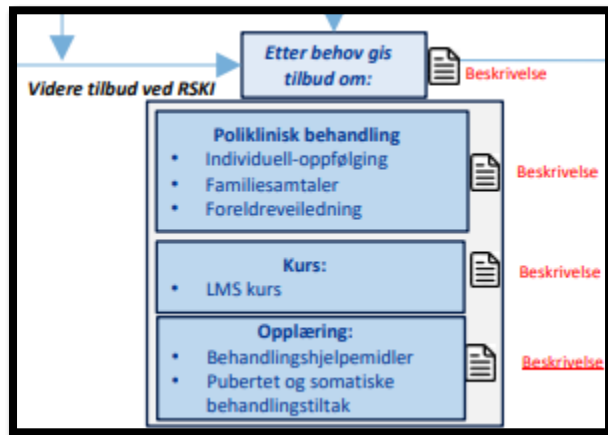 Etter behov gis
tilbud om:
Beskrivelse
Videre tilbud ved RSKI
Poliklinisk behandling
• Individuell-oppfølging
• Familiesamtaler
• Foreldreveiledning
Beskrivelse
Kurs:
• LMS kurs
Beskrivelse
Opplæring:
• Behandlingshjelpemidler
• Pubertet og somatiske
behandlingstiltak
Beskrivelse